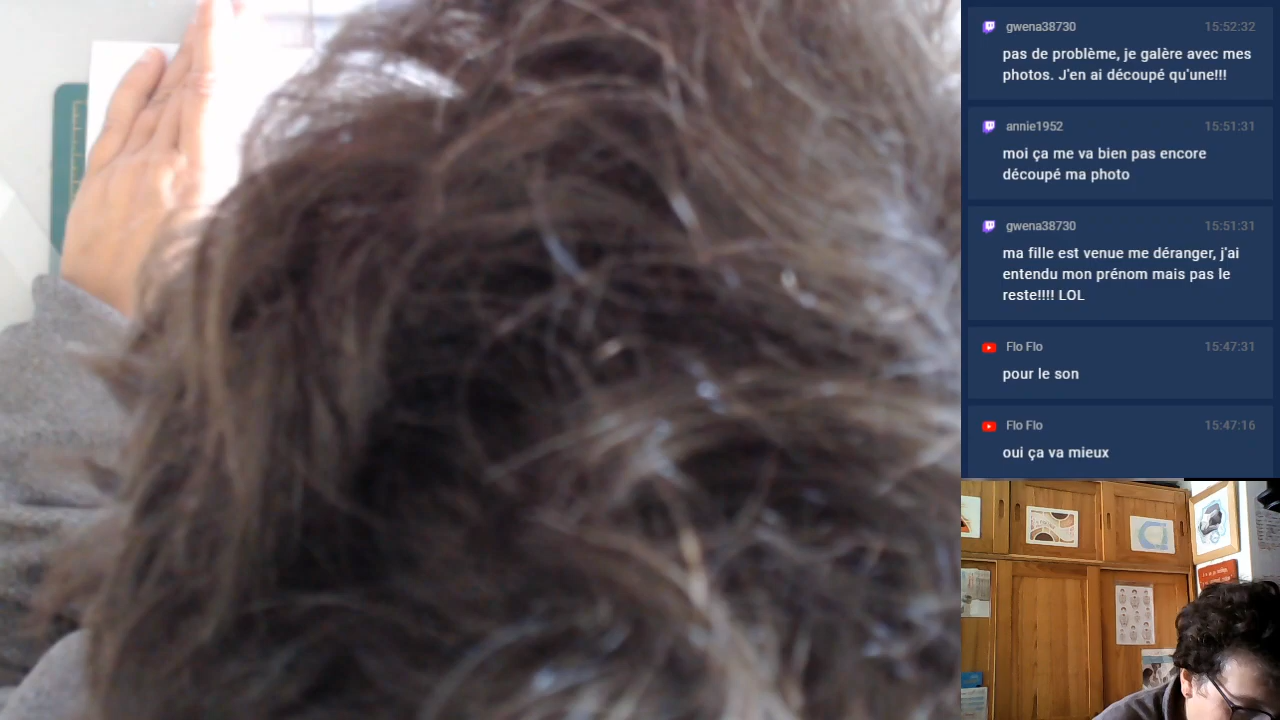 gwena38730 15:52:32
pas de problème, je galère avec mes
photos. J'en ai découpé qu'une!!!
annie1952 15:51:31
moi ça me va bien pas encore
découpé ma photo
gwena38730 15:51:31
ma fille est venue me déranger, j'ai
entendu mon prénom mais pas le
reste!!!! LOL
Flo Flo 15:47:31
pour le son
Flo Flo 15:47:16
oui ça va mieux